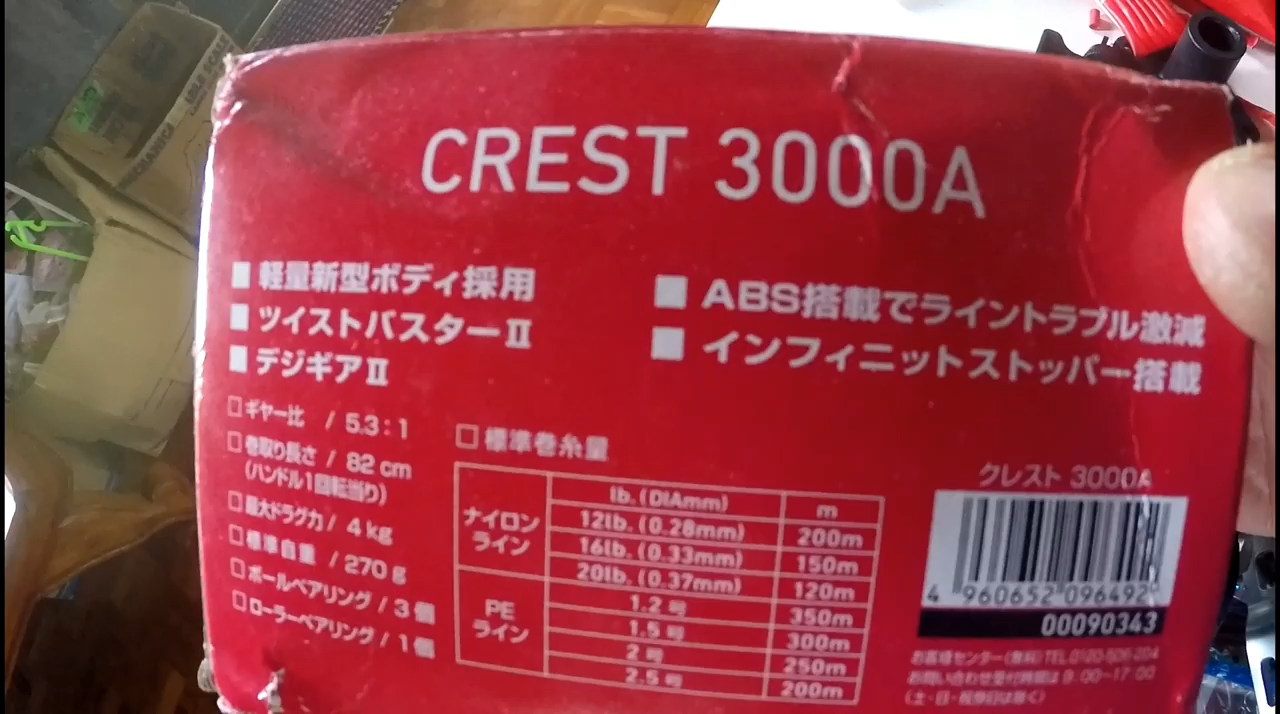 CREST 3000A
■ 軽量新型ボディ採用
■ ツイストバスターⅡ
■ デジギアⅡ
■ ABS搭載でライントラブル激減
■ インフィニットストッパー搭載
□ ギヤー比 / 5.3:1
□ 巻取り長さ / 82 cm
(ハンドル1回転当り)
□ 最大ドラグ力 / 4 kg
□ 標準自重 / 270 g
□ ボールベアリング / 3個
□ ローラーベアリング / 1個
□ 標準巻糸量
lb. (DIAmm) m
ナイロン
ライン
12lb. (0.28mm) 200m
16lb. (0.33mm) 150m
20lb. (0.37mm) 120m
PE
ライン
1.2 号 350m
1.5 号 300m
2 号 250m
2.5 号 200m
クレスト 3000A
4 960652 096492
00090343
お客様センター(無料) TEL.0120-506-204
お問い合わせ受付時間は 9:00~17:00
(土・日・祝祭日は除く)